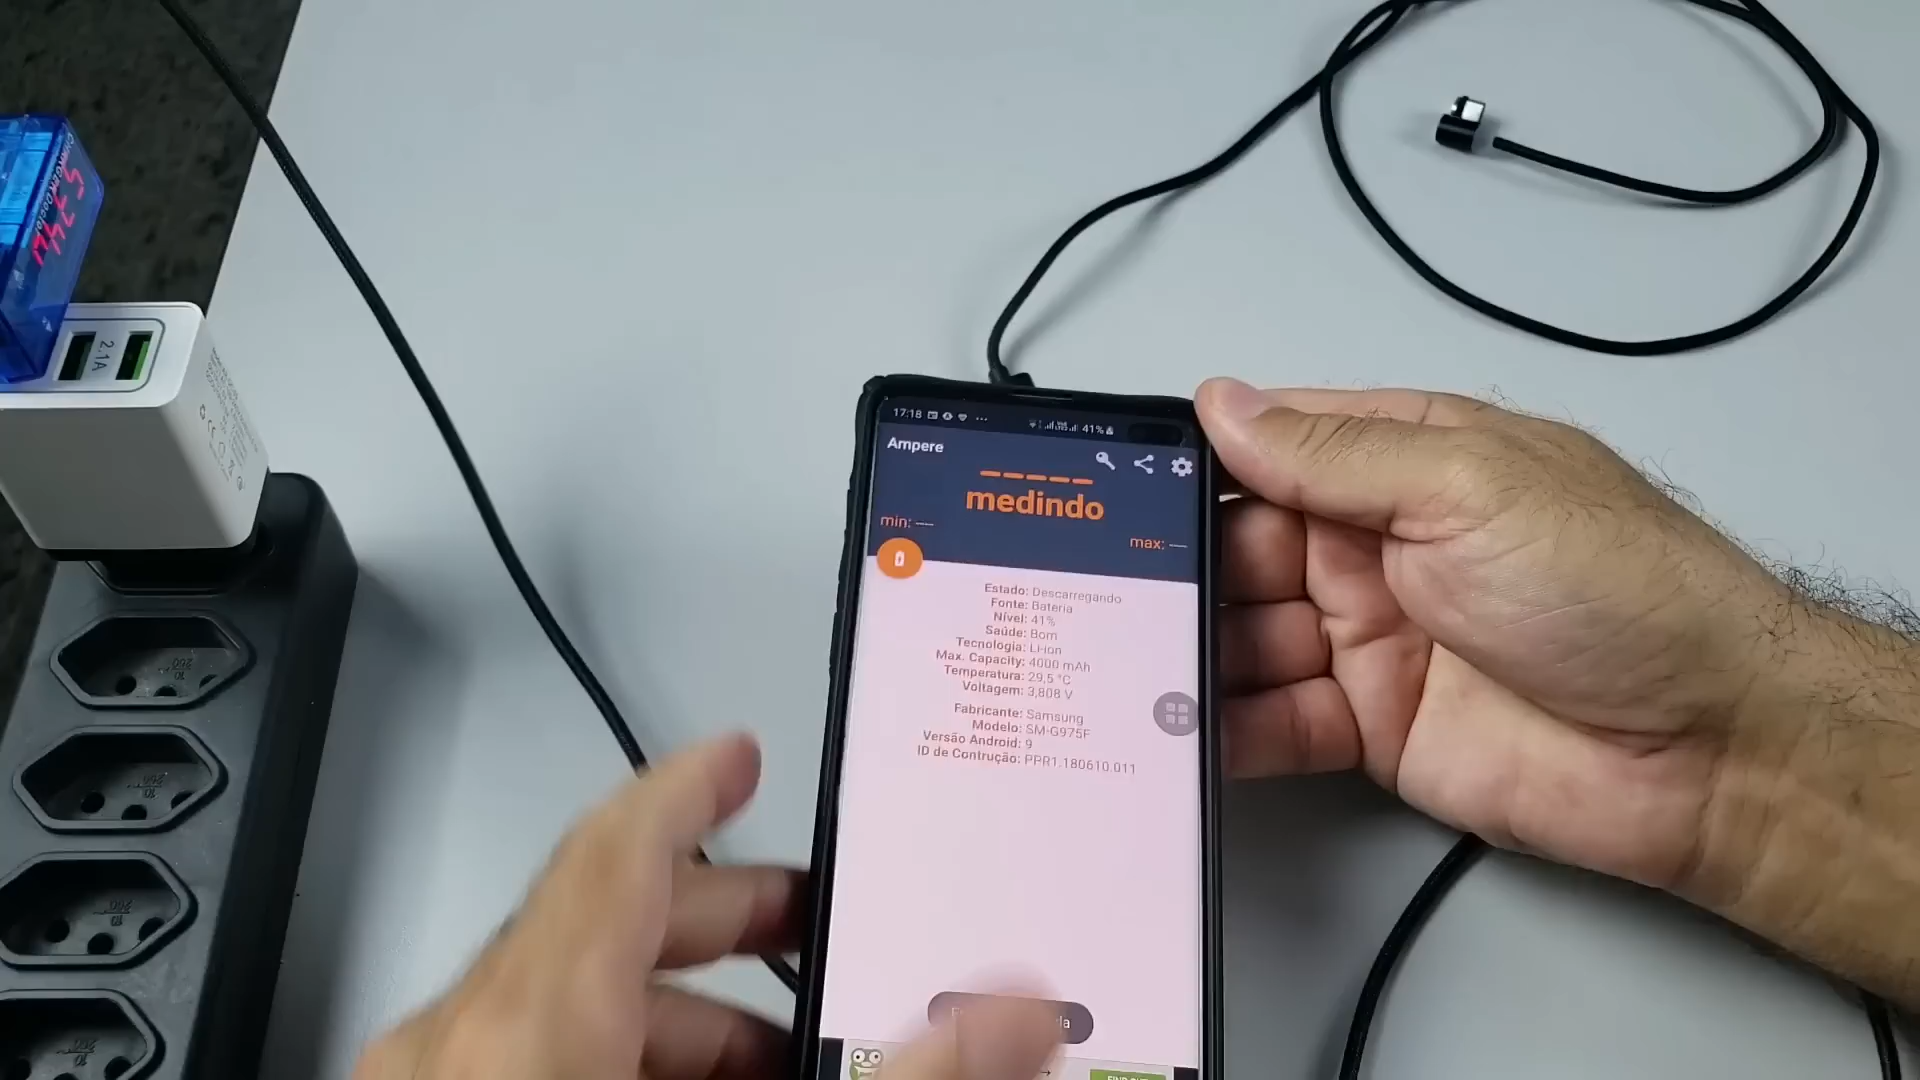 CHARGER Doctor
2.1A
17:18
41%
Ampere
medindo
min: ----
max: ----
Estado: Descarregando
Fonte: Bateria
Nível: 41%
Saúde: Bom
Tecnologia: Li-ion
Max. Capacity: 4000 mAh
Temperatura: 29,5 °C
Voltagem: 3,808 V
Fabricante: Samsung
Modelo: SM-G975F
Versão Android: 9
ID de Contrução: PPR1.180610.011